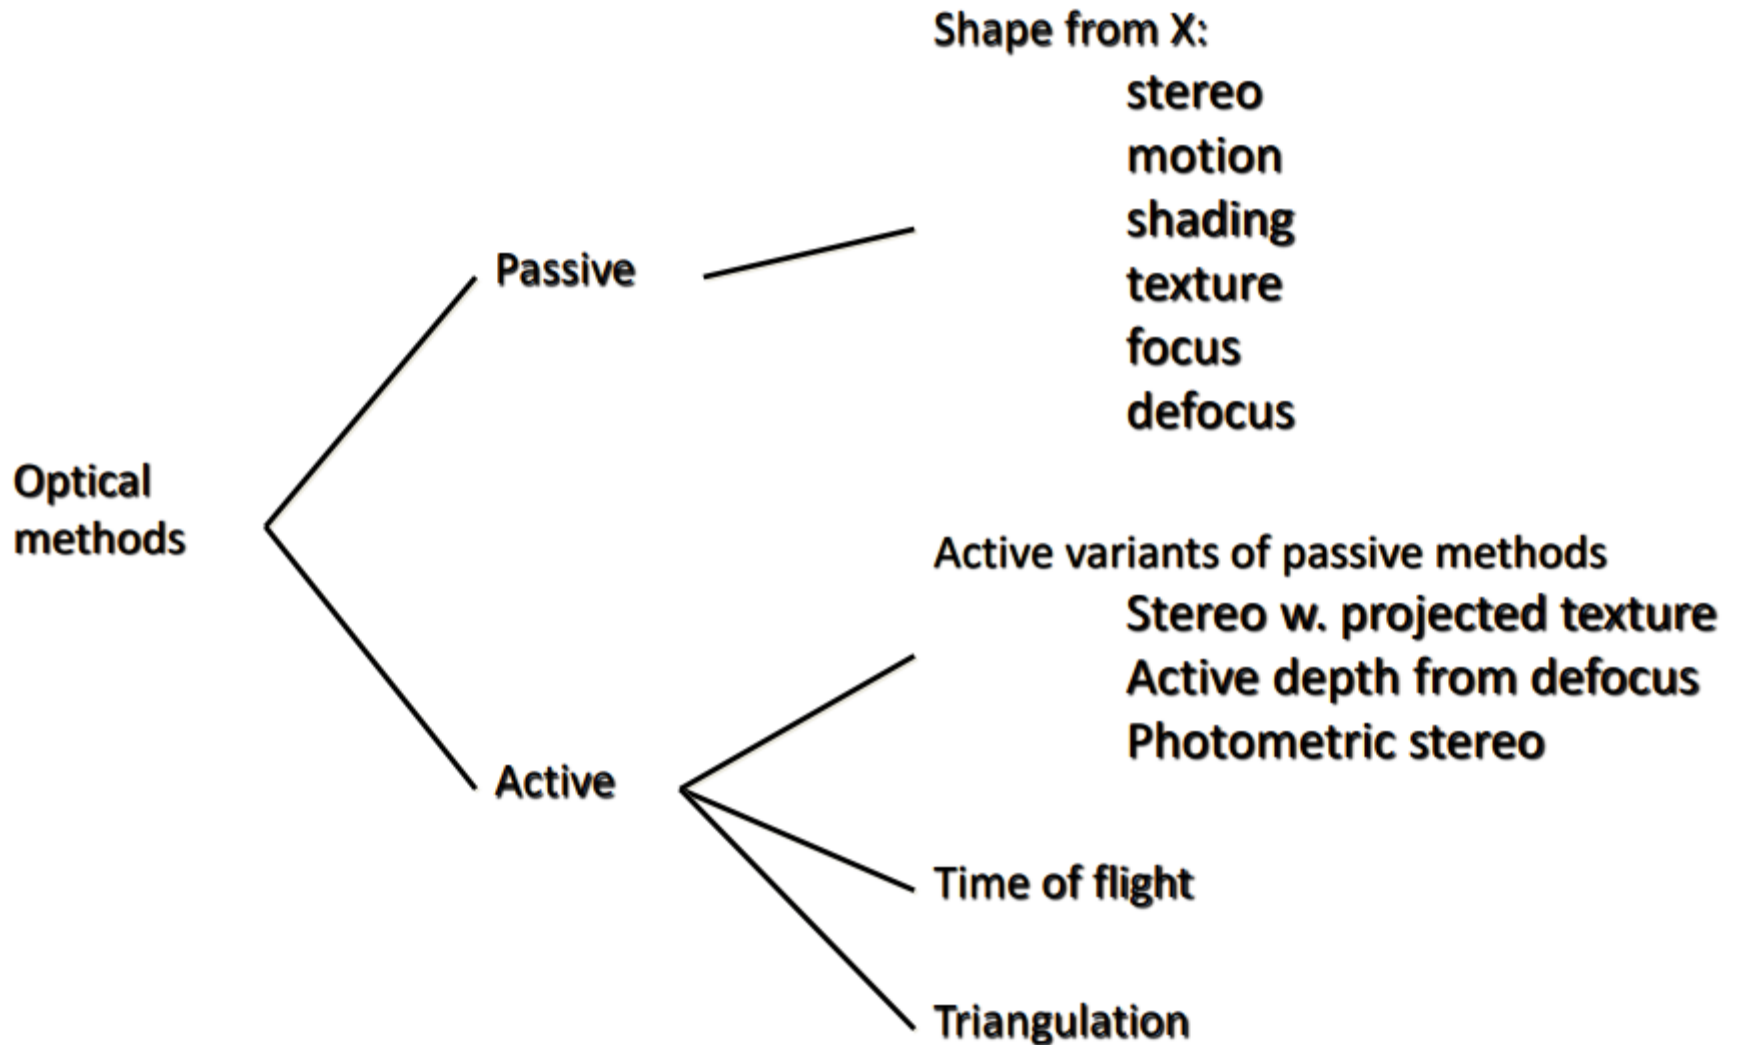 Shape from X:
stereo
motion
shading
texture
focus
defocus
Passive
Optical
methods
Active variants of passive methods
Stereo w. projected texture
Active depth from defocus
Photometric stereo
Active
Time of flight
Triangulation